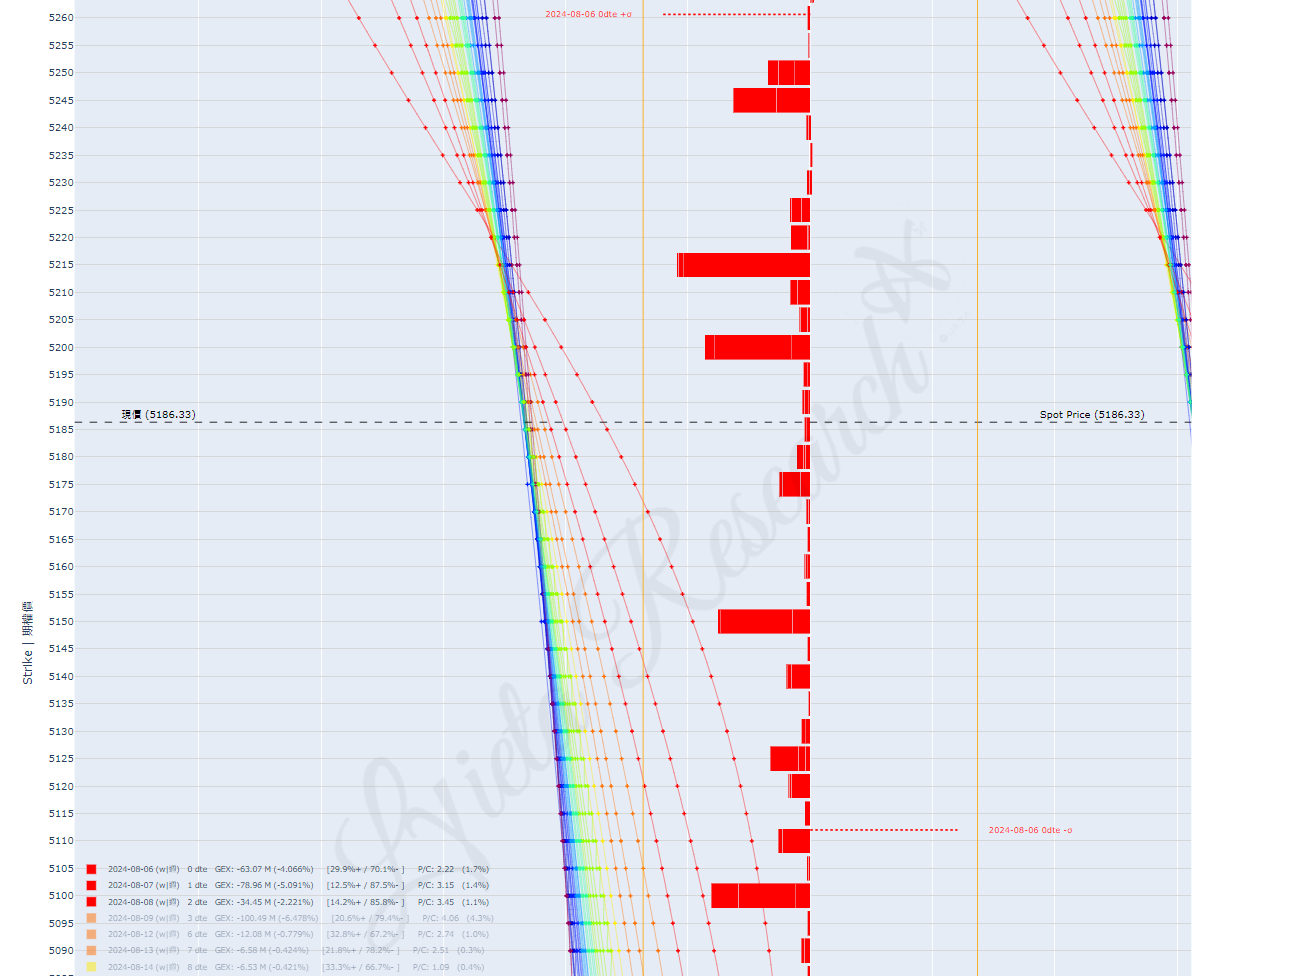 5260
2024-08-06 0dte +σ
5255
5250
5245
5240
5235
5230
5225
5220
5215
5210
5205
5200
5195
5190
現價 (5186.33)
Spot Price (5186.33)
5185
5180
5175
5170
5165
5160
5155
5150
5145
5140
5135
5130
5125
5120
5115
5110
5105
5100
5095
5090
Strike | 期權價
2024-08-06 0dte -σ
2024-08-06 (w|週) 0 dte GEX: -63.07 M (-4.066%) [29.9%+ / 70.1%- ] P/C: 2.22 (1.7%)
2024-08-07 (w|週) 1 dte GEX: -78.96 M (-5.091%) [12.5%+ / 87.5%- ] P/C: 3.15 (1.4%)
2024-08-08 (w|週) 2 dte GEX: -34.45 M (-2.221%) [14.2%+ / 85.8%- ] P/C: 3.45 (1.1%)
2024-08-09 (w|週) 3 dte GEX: -100.49 M (-6.478%) [20.6%+ / 79.4%- ] P/C: 4.06 (4.3%)
2024-08-12 (w|週) 6 dte GEX: -12.08 M (-0.779%) [32.8%+ / 67.2%- ] P/C: 2.74 (1.0%)
2024-08-13 (w|週) 7 dte GEX: -6.58 M (-0.424%) [21.8%+ / 78.2%- ] P/C: 2.51 (0.3%)
2024-08-14 (w|週) 8 dte GEX: -6.53 M (-0.421%) [33.3%+ / 66.7%- ] P/C: 1.09 (0.4%)
Research